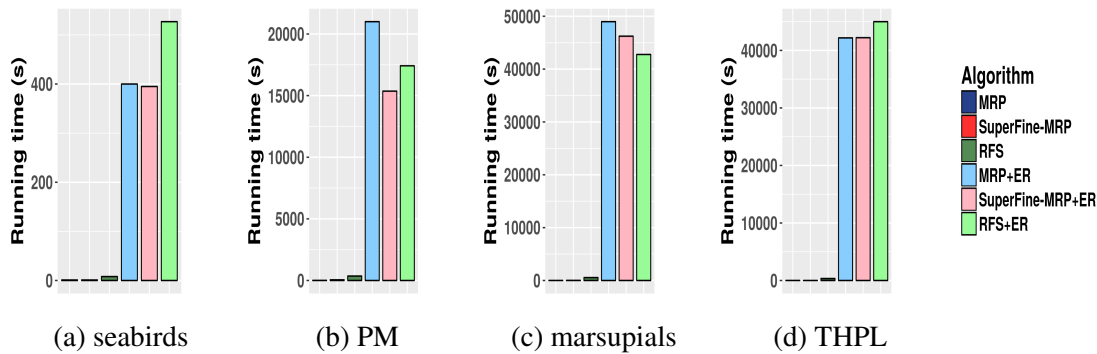 Running time (s)
400
200
0
(a) seabirds
Running time (s)
20000
15000
10000
5000
0
(b) PM
Running time (s)
50000
40000
30000
20000
10000
0
(c) marsupials
Running time (s)
40000
30000
20000
10000
0
(d) THPL
Algorithm
MRP
SuperFine-MRP
RFS
MRP+ER
SuperFine-MRP+ER
RFS+ER